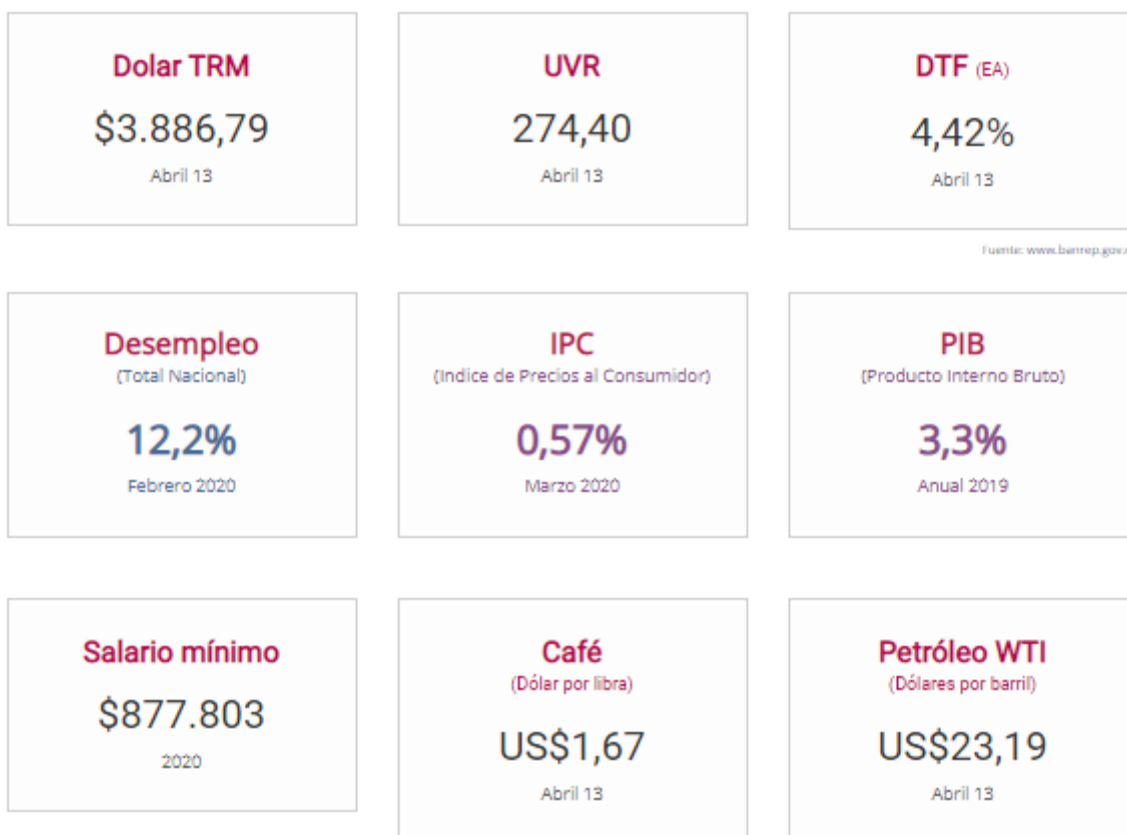 Dolar TRM
$3.886,79
Abril 13
UVR
274,40
Abril 13
DTF (EA)
4,42%
Abril 13
Fuente: www.banrep.gov.
Desempleo
(Total Nacional)
12,2%
Febrero 2020
IPC
(Indice de Precios al Consumidor)
0,57%
Marzo 2020
PIB
(Producto Interno Bruto)
3,3%
Anual 2019
Salario mínimo
$877.803
2020
Café
(Dólar por libra)
US$1,67
Abril 13
Petróleo WTI
(Dólares por barril)
US$23,19
Abril 13